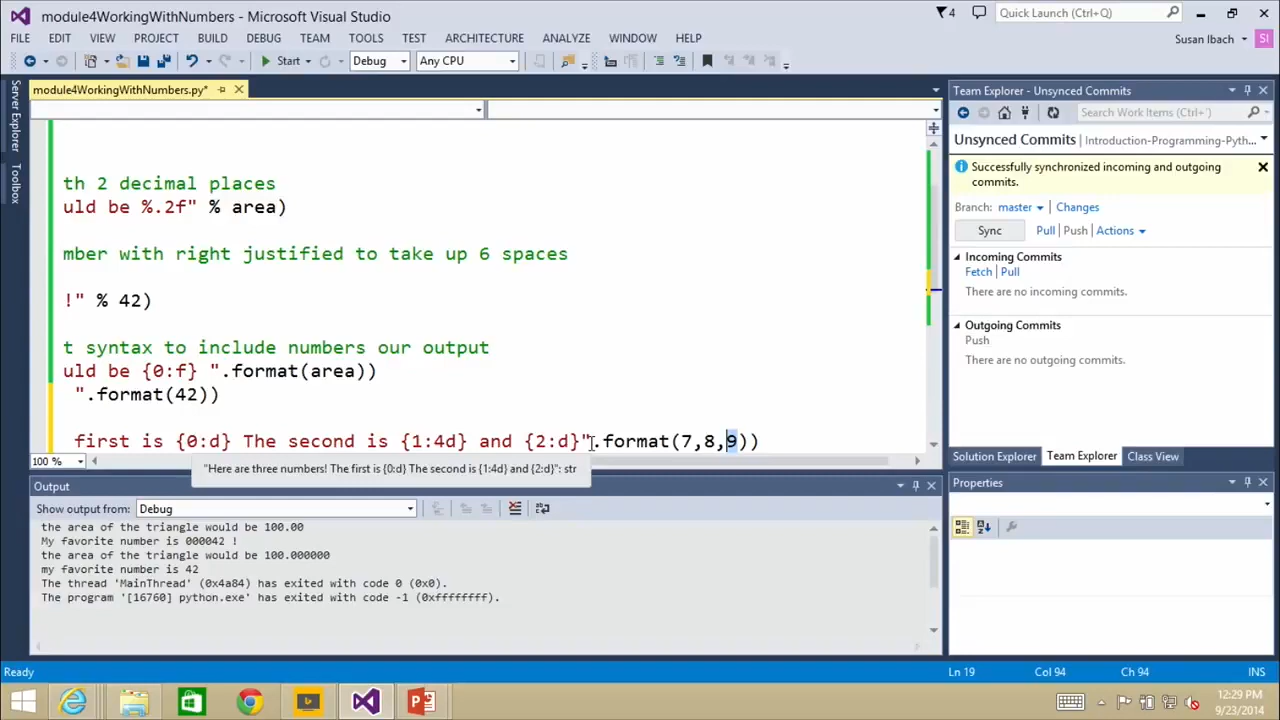 module4WorkingWithNumbers - Microsoft Visual Studio
4
Quick Launch (Ctrl+Q)
FILE EDIT VIEW PROJECT BUILD DEBUG TEAM TOOLS TEST ARCHITECTURE ANALYZE WINDOW HELP
Susan Ibach
SI
Start
Debug
Any CPU
Server Explorer
Toolbox
module4WorkingWithNumbers.py*
th 2 decimal places
uld be %.2f" % area)
mber with right justified to take up 6 spaces
!" % 42)
t syntax to include numbers our output
uld be {0:f} ".format(area))
".format(42))
first is {0:d} The second is {1:4d} and {2:d}".format(7,8,9))
100 %
"Here are three numbers! The first is {0:d} The second is {1:4d} and {2:d}": str
Output
Show output from: Debug
the area of the triangle would be 100.00
My favorite number is 000042 !
the area of the triangle would be 100.000000
my favorite number is 42
The thread 'MainThread' (0x4a84) has exited with code 0 (0x0).
The program '[16760] python.exe' has exited with code -1 (0xffffffff).
Team Explorer - Unsynced Commits
Search Work Items (Ctrl+')
Unsynced Commits | Introduction-Programming-Pyth...
Successfully synchronized incoming and outgoing
commits.
Branch: master | Changes
Sync Pull | Push | Actions
Incoming Commits
Fetch | Pull
There are no incoming commits.
Outgoing Commits
Push
There are no outgoing commits.
Solution Explorer Team Explorer Class View
Properties
Ready
Ln 19
Col 94
Ch 94
INS
12:29 PM
9/23/2014